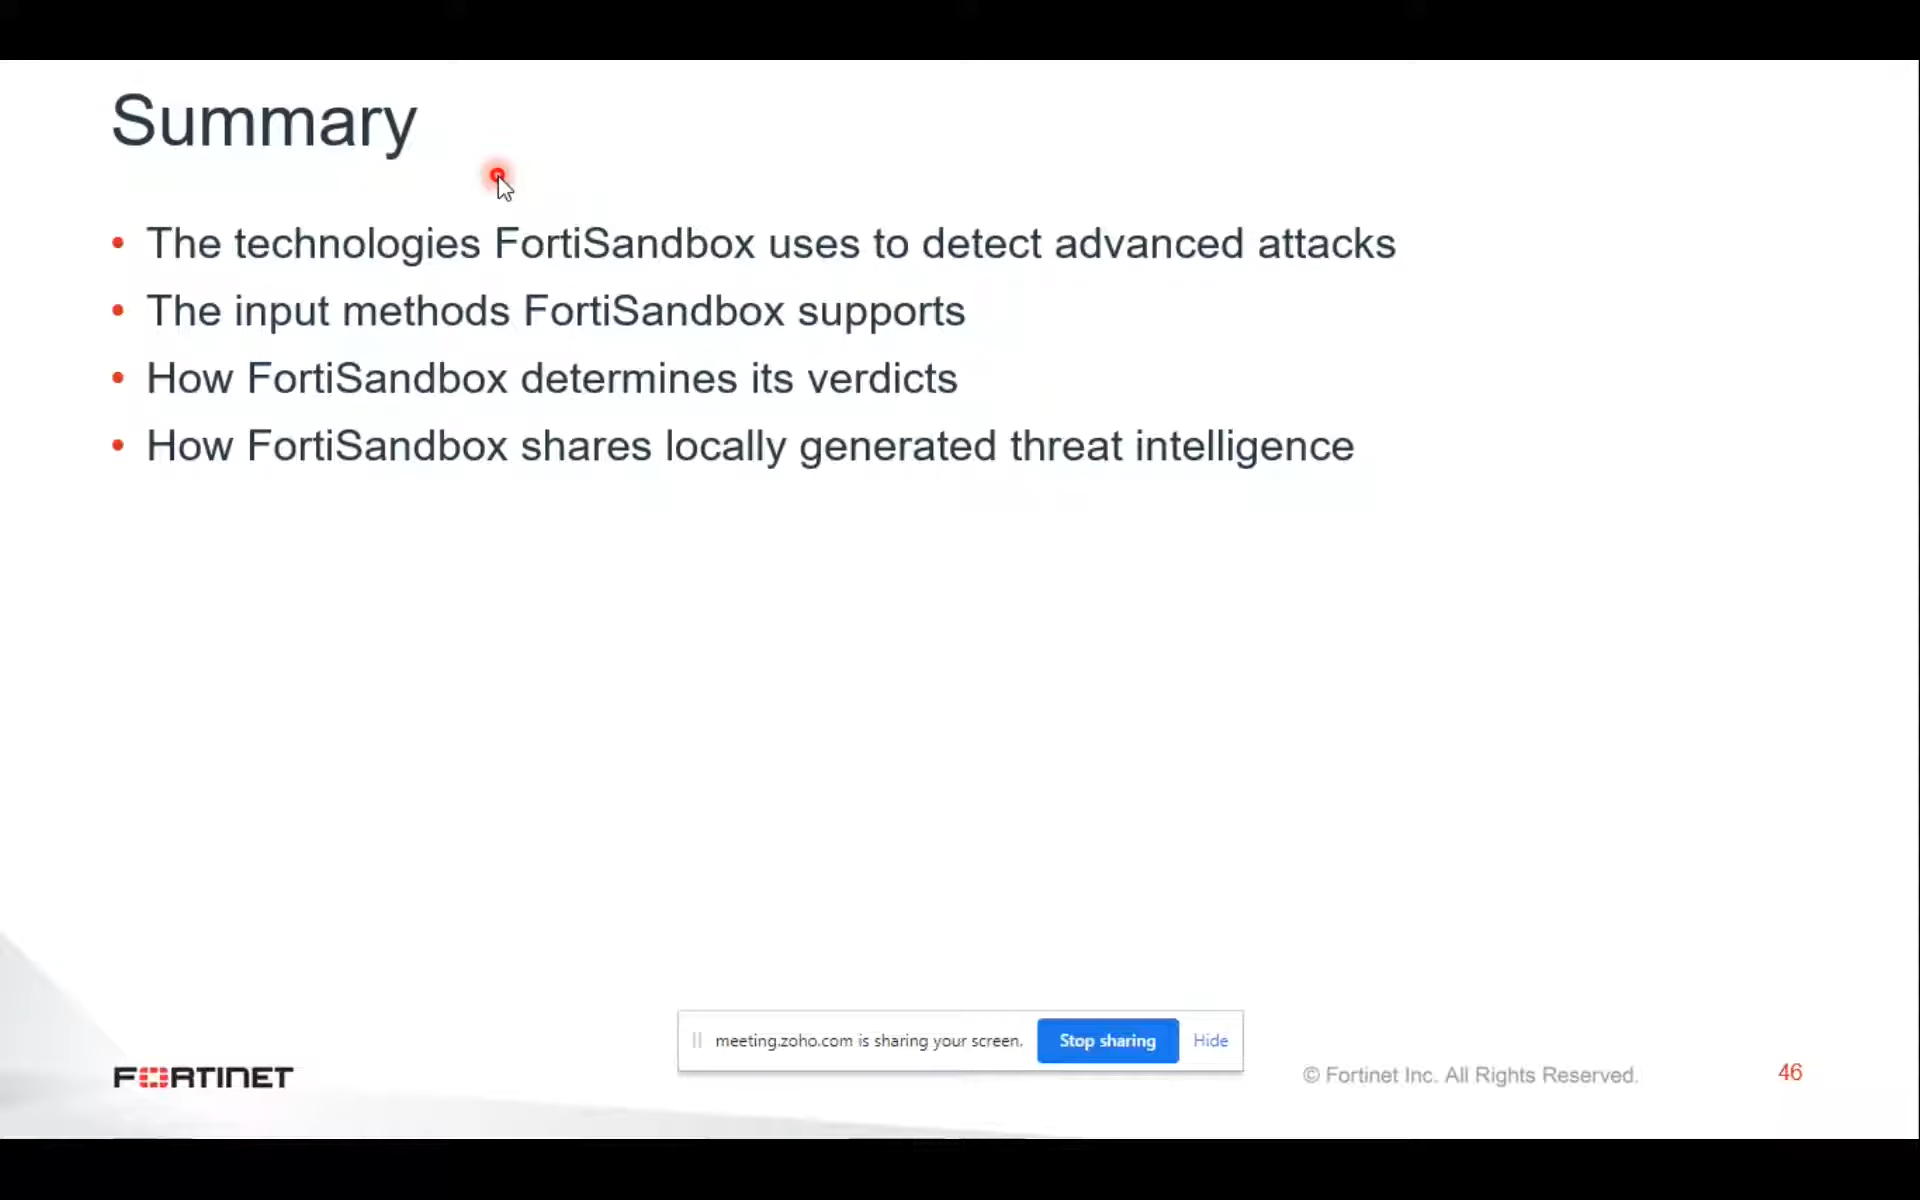 Summary
• The technologies FortiSandbox uses to detect advanced attacks
• The input methods FortiSandbox supports
• How FortiSandbox determines its verdicts
• How FortiSandbox shares locally generated threat intelligence
meeting.zoho.com is sharing your screen. Stop sharing Hide
FORTINET © Fortinet Inc. All Rights Reserved. 46